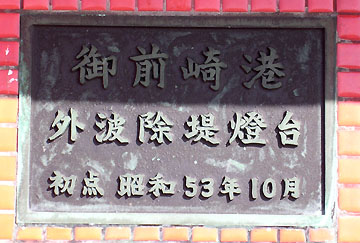 御前崎港
外波除堤燈台
初点 昭和53年10月